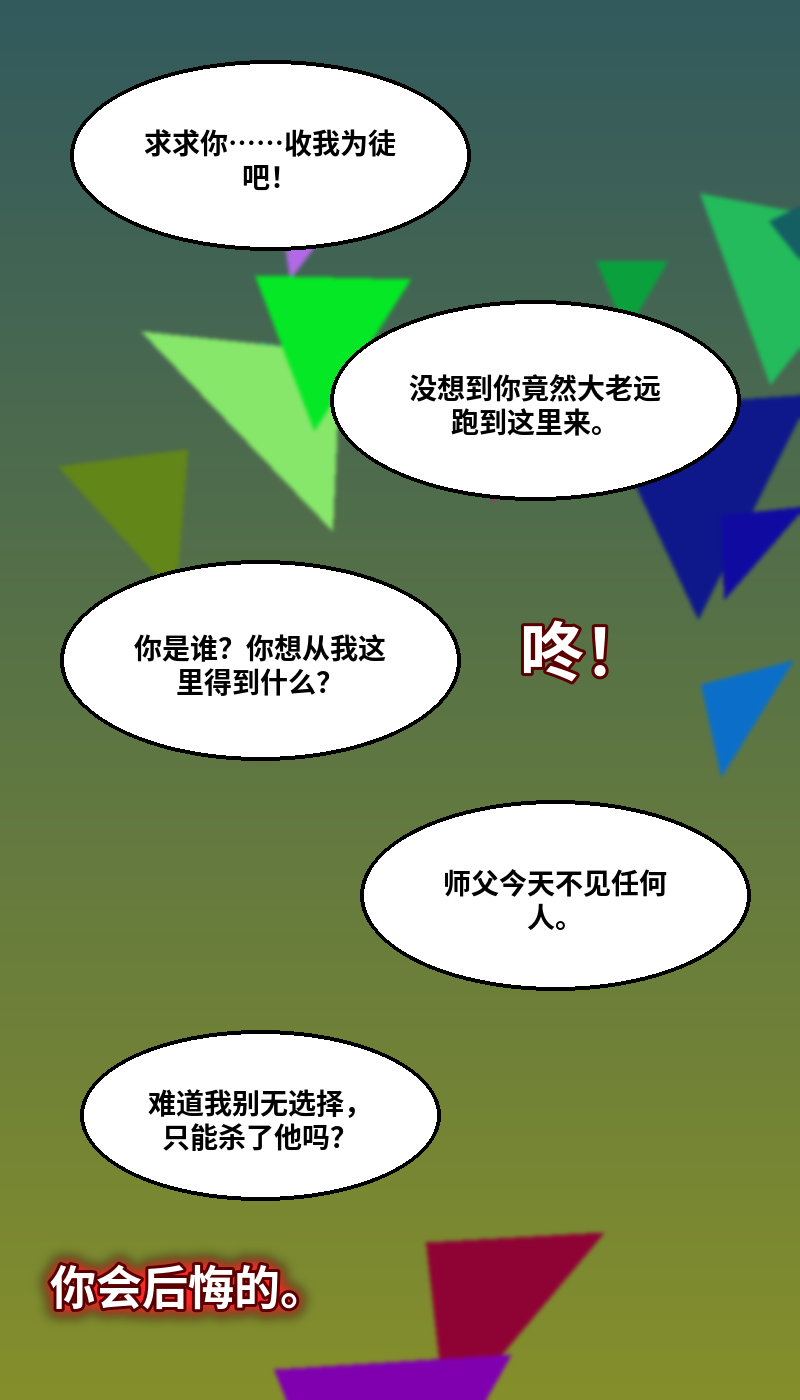 求求你……收我为徒
吧！
没想到你竟然大老远
跑到这里来。
你是谁？你想从我这
里得到什么？
咚！
师父今天不见任何
人。
难道我别无选择，
只能杀了他吗？
你会后悔的。